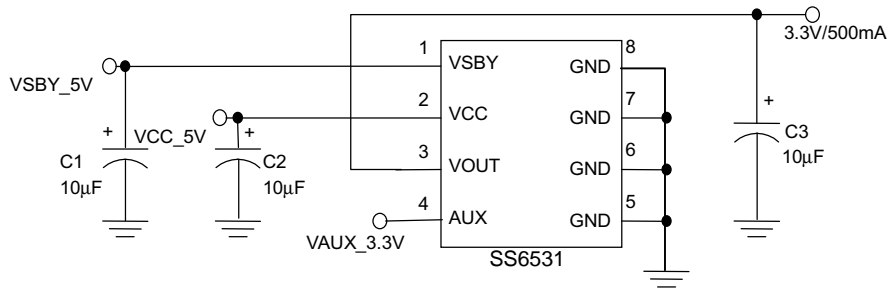 3.3V/500mA
1
VSBY
GND
8
VSBY_5V
2
VCC
GND
7
VCC_5V
+
+
+
C1
10μF
C2
10μF
C3
10μF
3
VOUT
GND
6
4
AUX
GND
5
VAUX_3.3V
SS6531